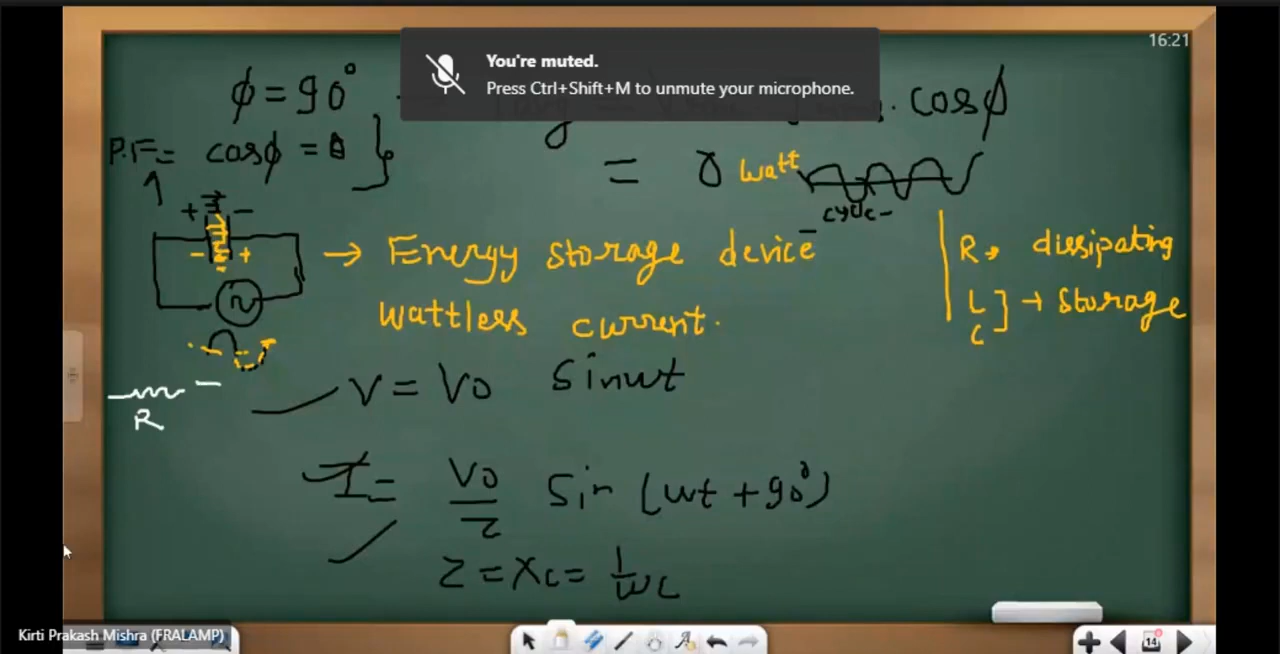 16:21
You're muted.
Press Ctrl+Shift+M to unmute your microphone.
ϕ = 90° cosϕ
P.F = cosϕ = 0
= 0 watt
cycle -
+ -
- +
→ Energy storage device
wattless current.
R → dissipating
L
C ] → storage
R
V = V0 sinωt
I = V0/Z sin (ωt + 90°)
Z = Xc = 1/ωC
Kirti Prakash Mishra (FRALAMP)
14